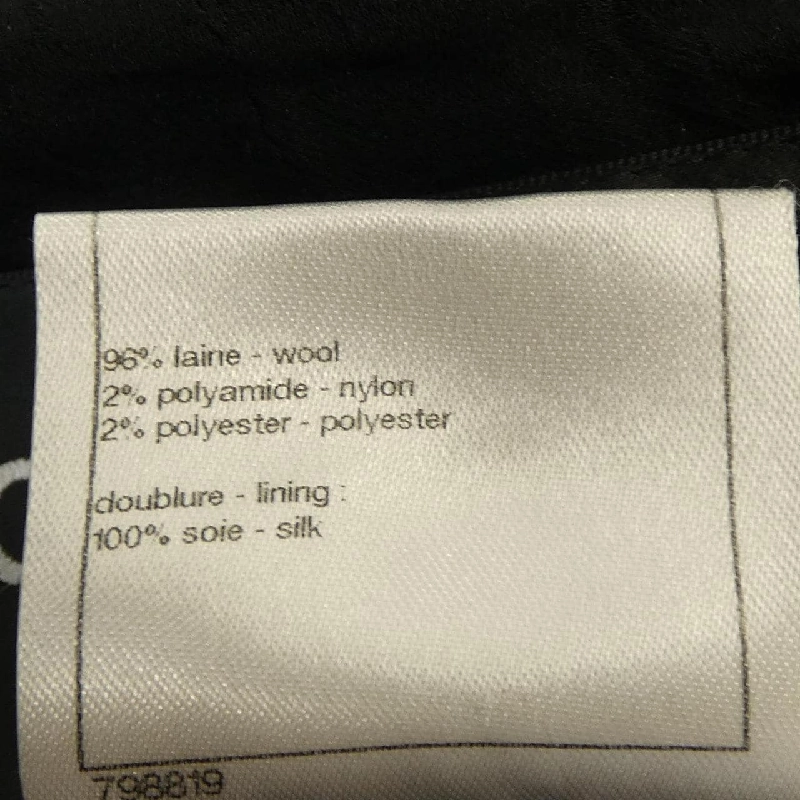 96% laine - wool
2% polyamide - nylon
2% polyester - polyester
doublure - lining :
100% soie - silk
798819